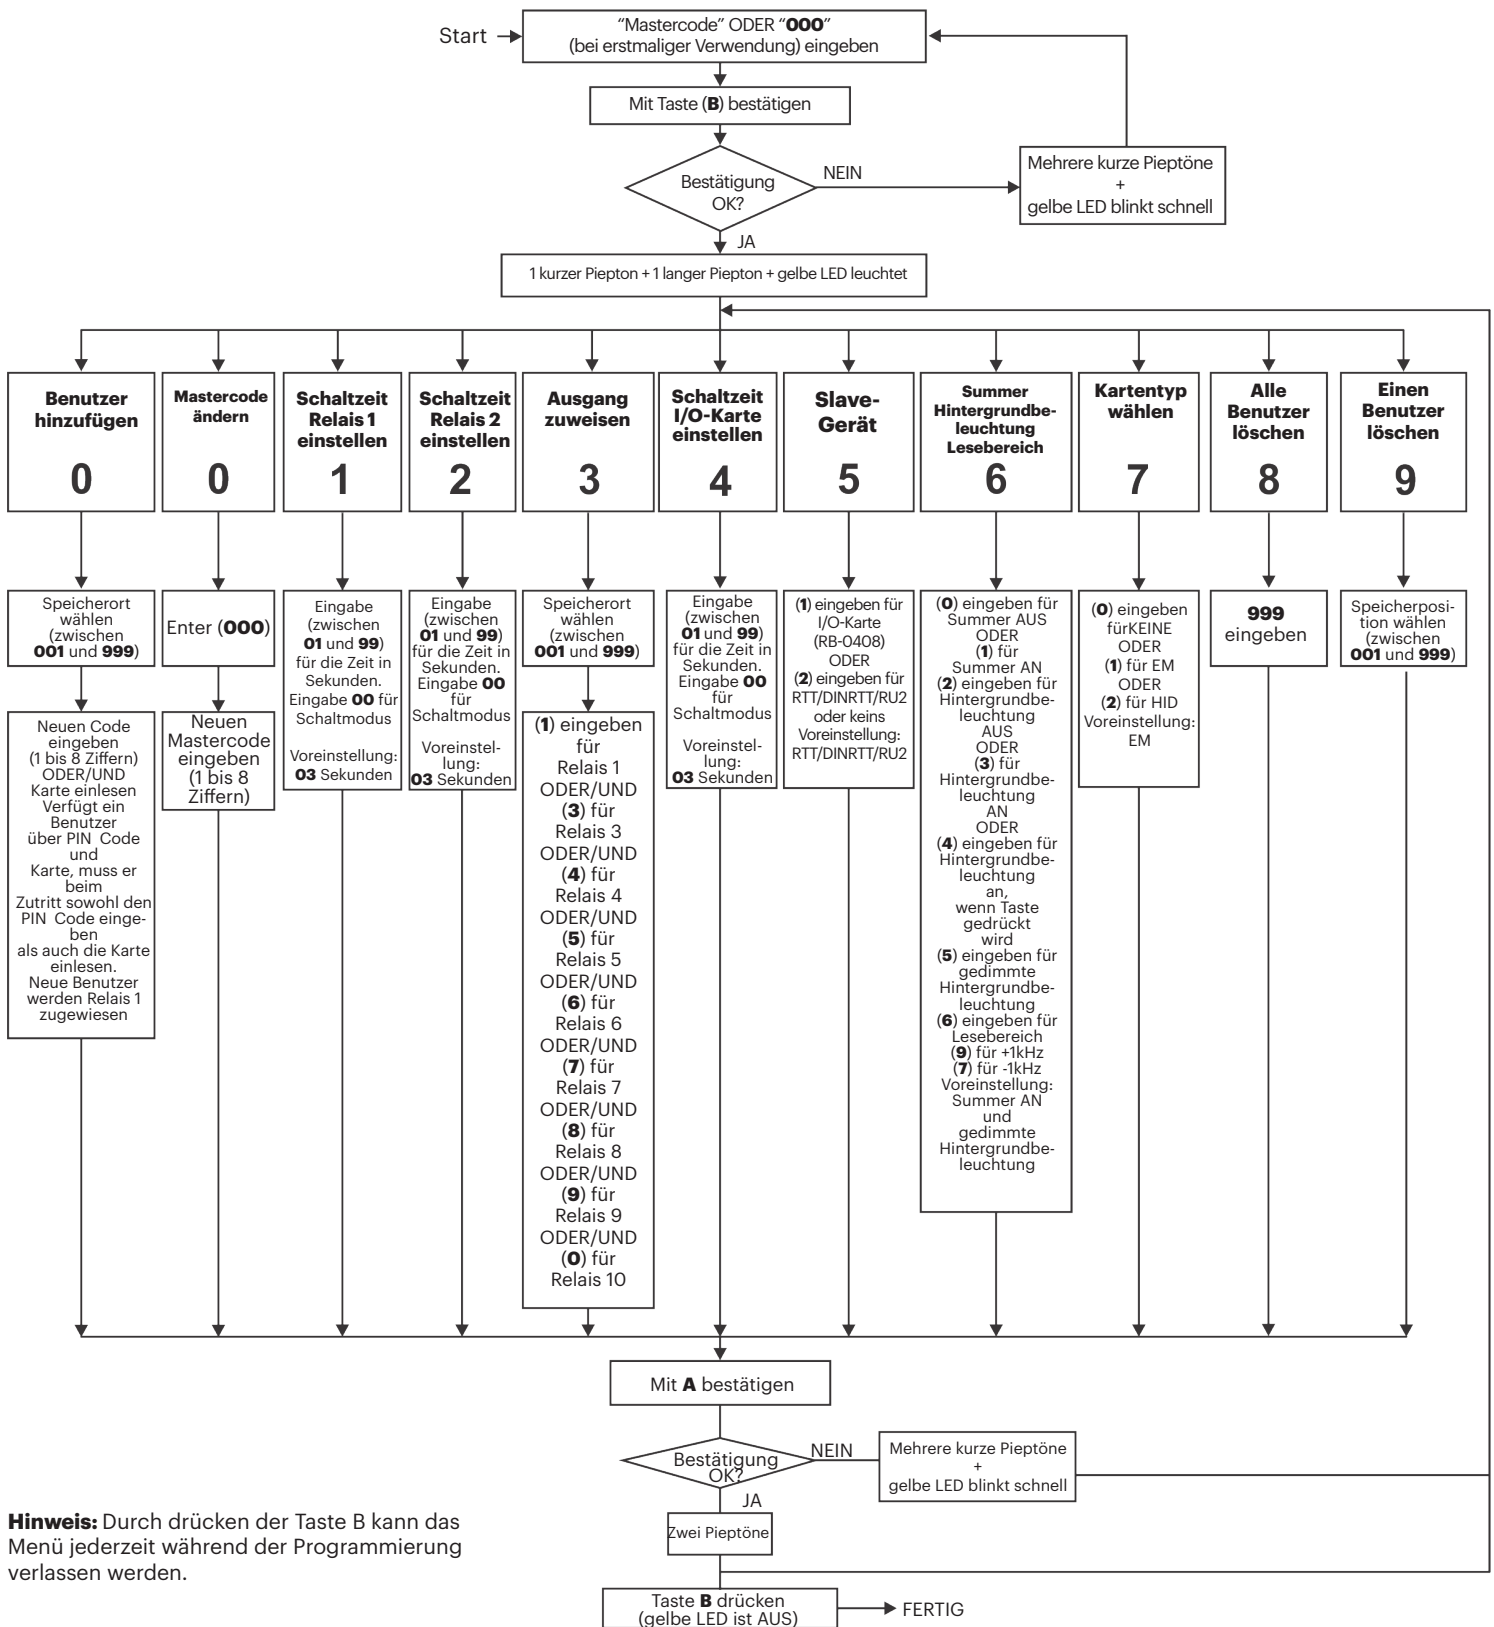 Start
“Mastercode” ODER “000”
(bei erstmaliger Verwendung) eingeben
Mit Taste (B) bestätigen
Bestätigung
OK?
NEIN
Mehrere kurze Pieptöne
+
gelbe LED blinkt schnell
JA
1 kurzer Piepton + 1 langer Piepton + gelbe LED leuchtet
Benutzer
hinzufügen
0
Mastercode
ändern
0
Schaltzeit
Relais 1
einstellen
1
Schaltzeit
Relais 2
einstellen
2
Ausgang
zuweisen
3
Schaltzeit
I/O-Karte
einstellen
4
Slave-
Gerät
5
Summer
Hintergrundbe-
leuchtung
Lesebereich
6
Kartentyp
wählen
7
Alle
Benutzer
löschen
8
Einen
Benutzer
löschen
9
Speicherort
wählen
(zwischen
001 und 999)
Neuen Code
eingeben
(1 bis 8 Ziffern)
ODER/UND
Karte einlesen
Verfügt ein
Benutzer
über PIN Code
und
Karte, muss er
beim
Zutritt sowohl den
PIN Code einge-
ben
als auch die Karte
einlesen.
Neue Benutzer
werden Relais 1
zugewiesen
Enter (000)
Neuen
Mastercode
eingeben
(1 bis 8
Ziffern)
Eingabe
(zwischen
01 und 99)
für die Zeit in
Sekunden.
Eingabe 00 für
Schaltmodus
Voreinstellung:
03 Sekunden
Eingabe
(zwischen
01 und 99)
für die Zeit in
Sekunden.
Eingabe 00
für
Schaltmodus
Voreinstel-
lung:
03 Sekunden
Speicherort
wählen
(zwischen
001 und 999)
(1) eingeben
für
Relais 1
ODER/UND
(3) für
Relais 3
ODER/UND
(4) für
Relais 4
ODER/UND
(5) für
Relais 5
ODER/UND
(6) für
Relais 6
ODER/UND
(7) für
Relais 7
ODER/UND
(8) für
Relais 8
ODER/UND
(9) für
Relais 9
ODER/UND
(0) für
Relais 10
Eingabe
(zwischen
01 und 99)
für die Zeit in
Sekunden.
Eingabe 00
für
Schaltmodus
Voreinstel-
lung:
03 Sekunden
(1) eingeben für
I/O-Karte
(RB-0408)
ODER
(2) eingeben für
RTT/DINRTT/RU2
oder keins
Voreinstellung:
RTT/DINRTT/RU2
(0) eingeben für
Summer AUS
ODER
(1) für
Summer AN
(2) eingeben für
Hintergrundbe-
leuchtung
AUS
ODER
(3) für
Hintergrundbe-
leuchtung
AN
ODER
(4) eingeben für
Hintergrundbe-
leuchtung
an,
wenn Taste
gedrückt
wird
(5) eingeben für
gedimmte
Hintergrundbe-
leuchtung
(6) eingeben für
Lesebereich
(9) für +1kHz
(7) für -1kHz
Voreinstellung:
Summer AN
und
gedimmte
Hintergrundbe-
leuchtung
(0) eingeben
fürKEINE
ODER
(1) für EM
ODER
(2) für HID
Voreinstellung:
EM
999
eingeben
Speicherposi-
tion wählen
(zwischen
001 und 999)
Mit A bestätigen
Bestätigung
OK?
NEIN
Mehrere kurze Pieptöne
+
gelbe LED blinkt schnell
JA
Zwei Pieptöne
Taste B drücken
(gelbe LED ist AUS)
FERTIG
Hinweis: Durch drücken der Taste B kann das
Menü jederzeit während der Programmierung
verlassen werden.